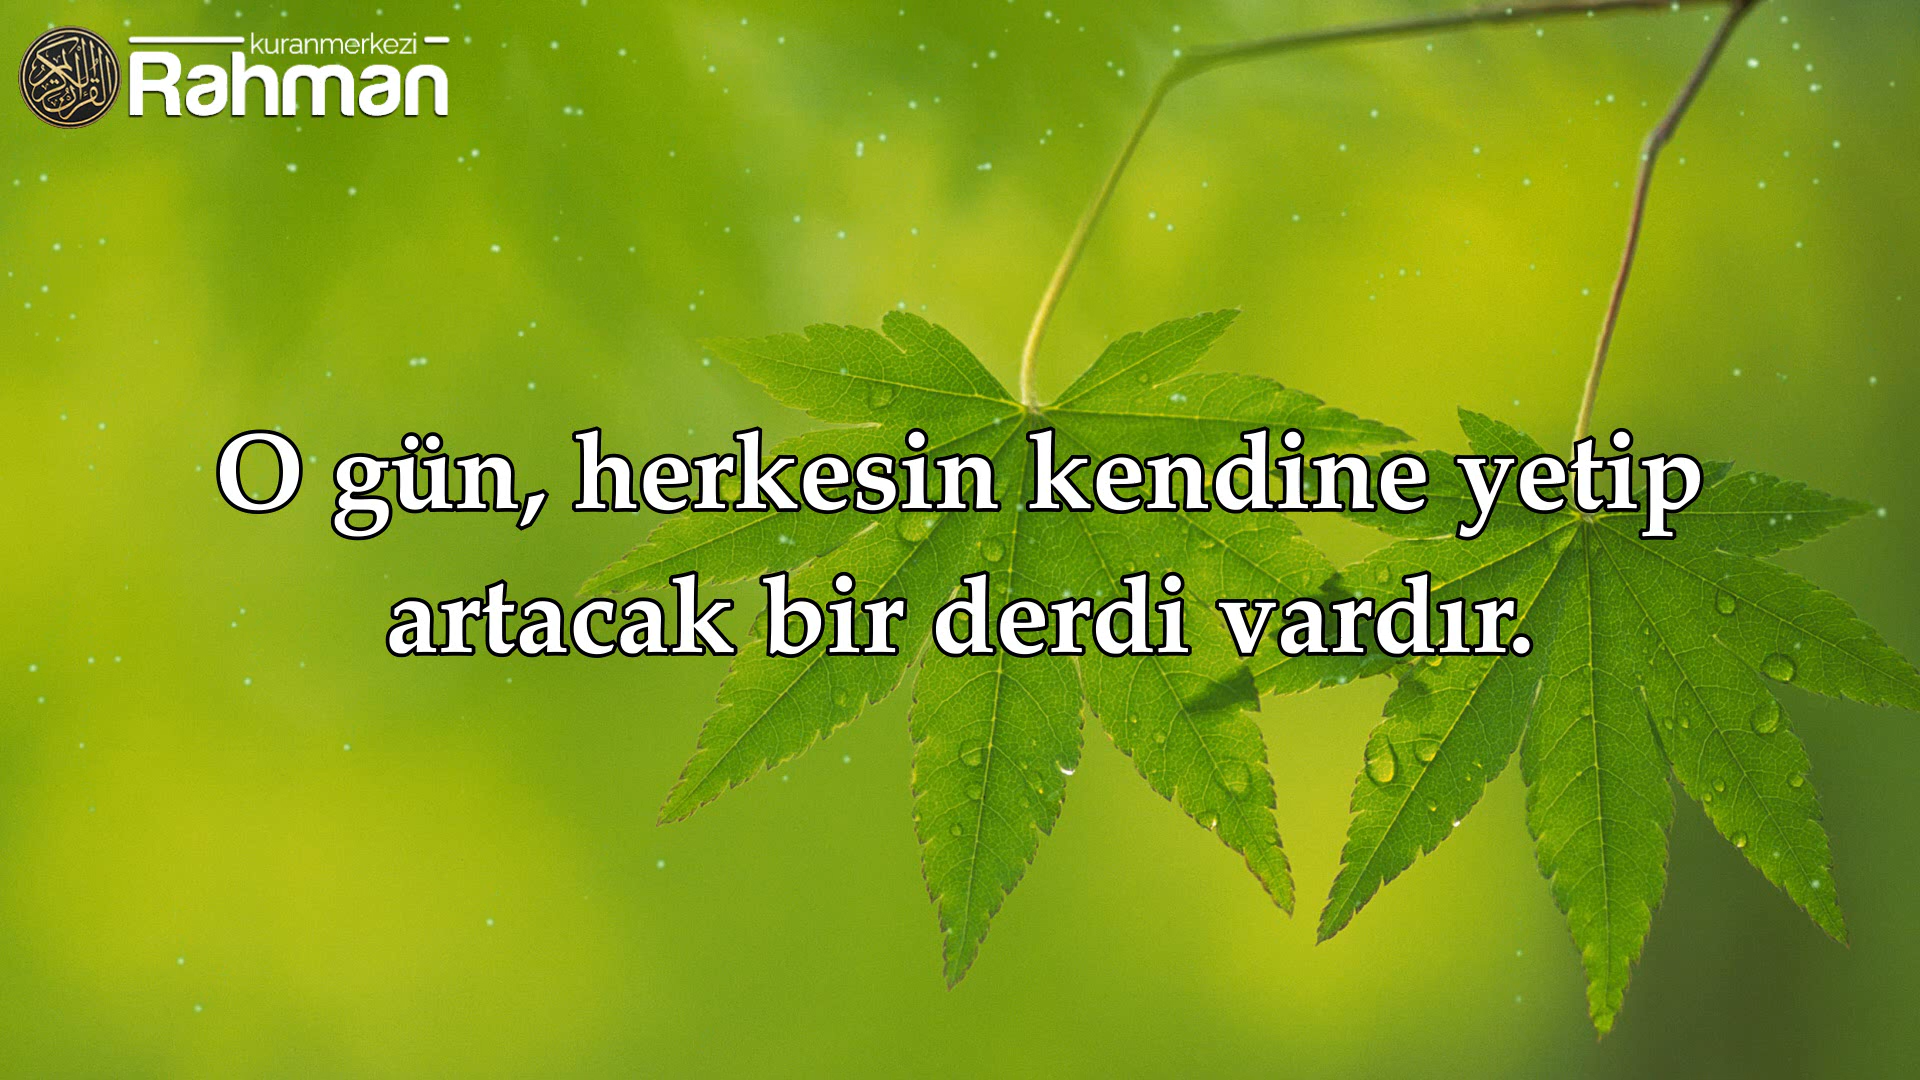 kuranmerkezi
Rahman
O gün, herkesin kendine yetip
artacak bir derdi vardır.